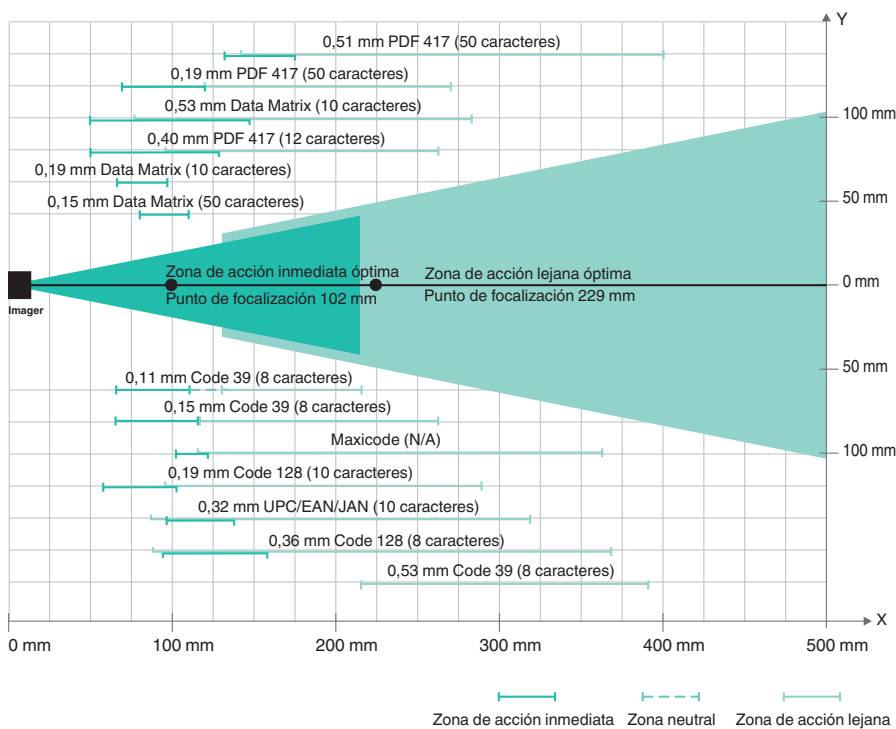 Y
0,51 mm PDF 417 (50 caracteres)
0,19 mm PDF 417 (50 caracteres)
0,53 mm Data Matrix (10 caracteres)
100 mm
0,40 mm PDF 417 (12 caracteres)
0,19 mm Data Matrix (10 caracteres)
0,15 mm Data Matrix (50 caracteres)
50 mm
Zona de acción inmediata óptima
Zona de acción lejana óptima
0 mm
Punto de focalización 102 mm
Punto de focalización 229 mm
Imager
50 mm
0,11 mm Code 39 (8 caracteres)
0,15 mm Code 39 (8 caracteres)
Maxicode (N/A)
100 mm
0,19 mm Code 128 (10 caracteres)
0,32 mm UPC/EAN/JAN (10 caracteres)
0,36 mm Code 128 (8 caracteres)
0,53 mm Code 39 (8 caracteres)
X
0 mm 100 mm 200 mm 300 mm 400 mm 500 mm
Zona de acción inmediata Zona neutral Zona de acción lejana